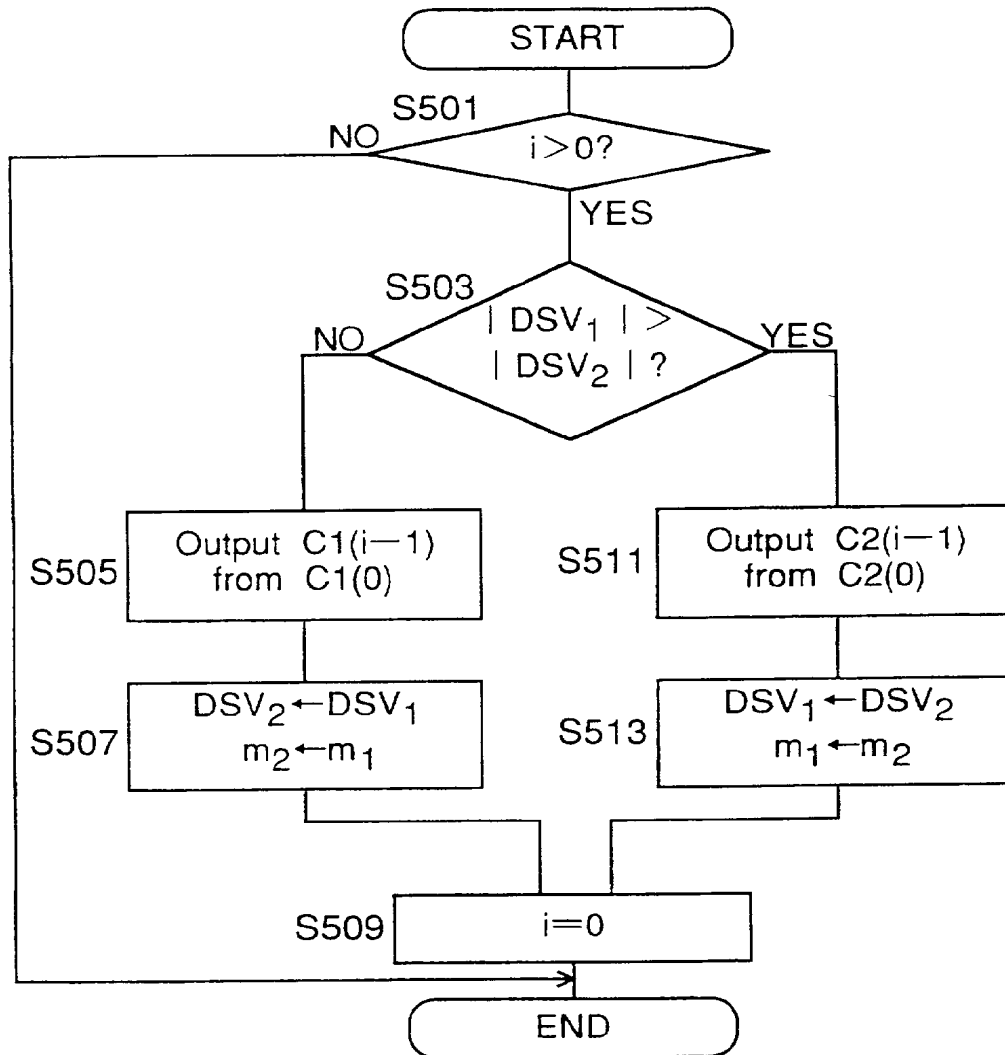 START
S501
NO
i>0?
YES
S503
NO
| DSV₁ | >
| DSV₂ | ?
YES
S505
Output C1(i−1)
from C1(0)
S511
Output C2(i−1)
from C2(0)
S507
DSV₂←DSV₁
m₂←m₁
S513
DSV₁←DSV₂
m₁←m₂
S509
i=0
END